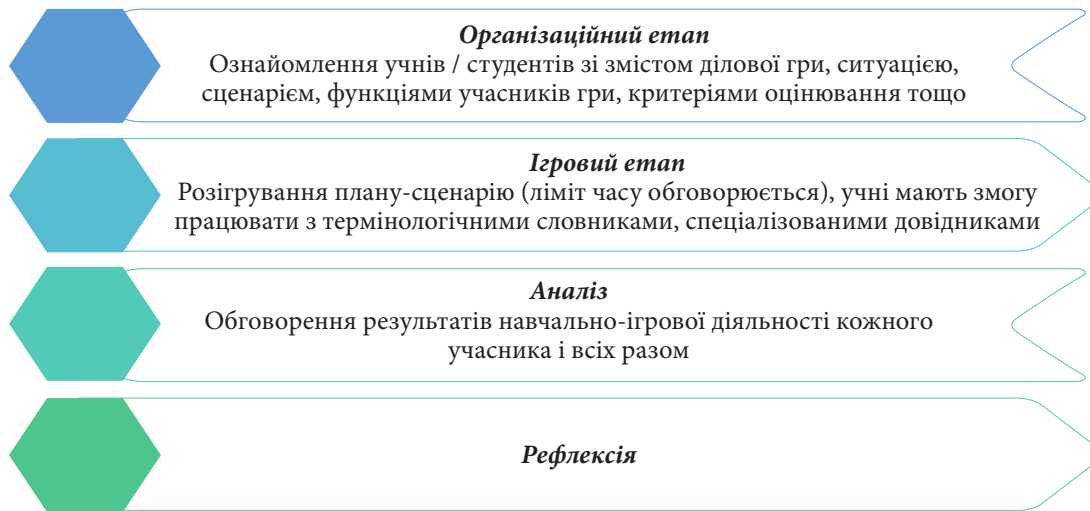 Організаційний етап
Ознайомлення учнів / студентів зі змістом ділової гри, ситуацією,
сценарієм, функціями учасників гри, критеріями оцінювання тощо
Ігровий етап
Розігрування плану-сценарію (ліміт часу обговорюється), учні мають змогу
працювати з термінологічними словниками, спеціалізованими довідниками
Аналіз
Обговорення результатів навчально-ігрової діяльності кожного
учасника і всіх разом
Рефлексія